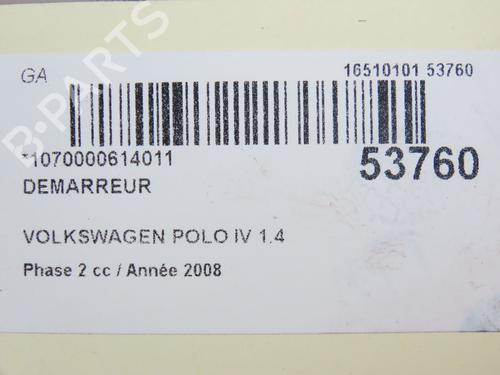 GA 16510101 53760
*1070000614011 53760
DEMARREUR
VOLKSWAGEN POLO IV 1.4
Phase 2 cc / Année 2008
B-PARTS